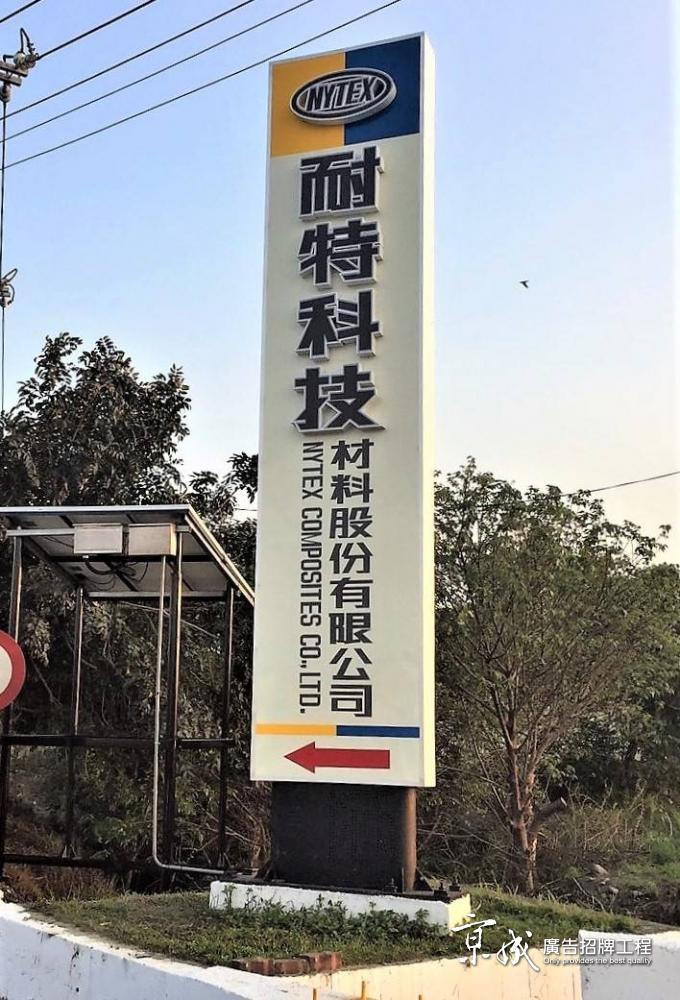 NYTEX
耐特科技
材料股份有限公司
NYTEX COMPOSITES CO., LTD.
京成 廣告招牌工程
Only provides the best quality